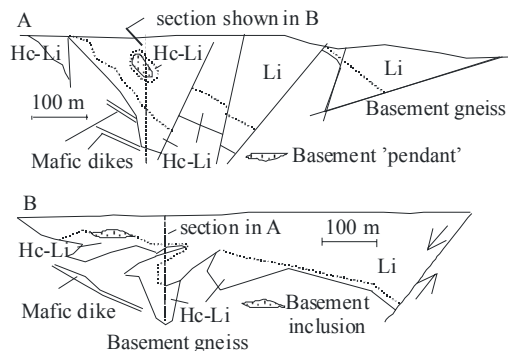 A
section shown in B
Hc-Li
Hc-Li
Li
Li
100 m
Basement gneiss
Mafic dikes
Hc-Li
Basement 'pendant'
B
section in A
100 m
Hc-Li
Li
Mafic dike
Hc-Li
Basement
inclusion
Basement gneiss